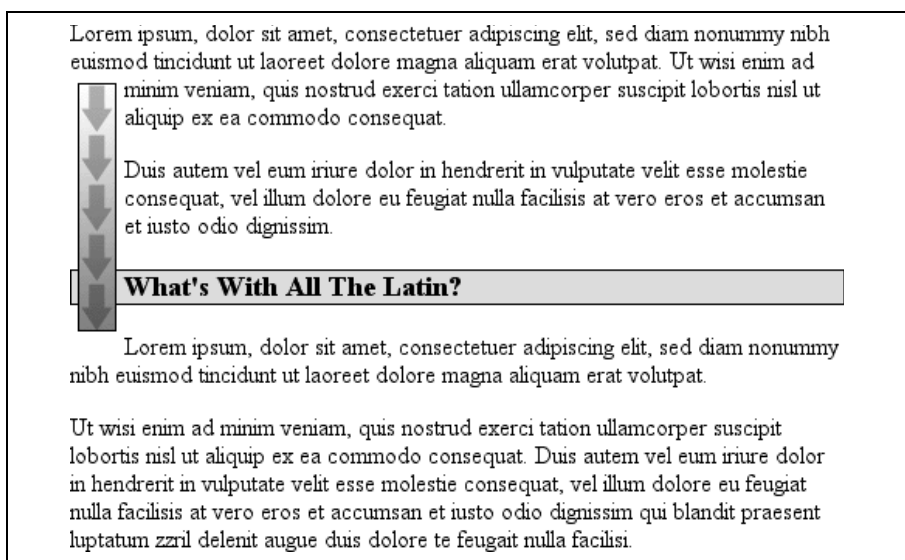 Lorem ipsum, dolor sit amet, consectetuer adipiscing elit, sed diam nonummy nibh
euismod tincidunt ut laoreet dolore magna aliquam erat volutpat. Ut wisi enim ad
minim veniam, quis nostrud exerci tation ullamcorper suscipit lobortis nisl ut
aliquip ex ea commodo consequat.
Duis autem vel eum iriure dolor in hendrerit in vulputate velit esse molestie
consequat, vel illum dolore eu feugiat nulla facilisis at vero eros et accumsan
et iusto odio dignissim.
What's With All The Latin?
Lorem ipsum, dolor sit amet, consectetuer adipiscing elit, sed diam nonummy
nibh euismod tincidunt ut laoreet dolore magna aliquam erat volutpat.
Ut wisi enim ad minim veniam, quis nostrud exerci tation ullamcorper suscipit
lobortis nisl ut aliquip ex ea commodo consequat. Duis autem vel eum iriure dolor
in hendrerit in vulputate velit esse molestie consequat, vel illum dolore eu feugiat
nulla facilisis at vero eros et accumsan et iusto odio dignissim qui blandit praesent
luptatum zzril delenit augue duis dolore te feugait nulla facilisi.